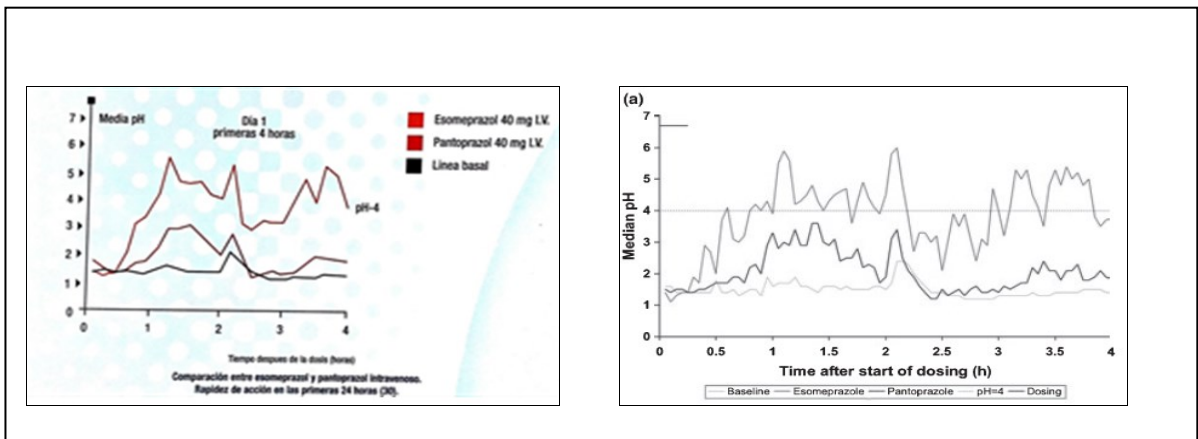 Media pH
Día 1
primeras 4 horas
7
6
5
4
3
2
1
0
pH-4
0 1 2 3 4
Tiempo despues de la dosis (horas)
Comparación entre esomeprazol y pantoprazol intravenoso.
Rapidez de acción en las primeras 24 horas (30).
Esomeprazol 40 mg I.V.
Pantoprazol 40 mg I.V.
Línea basal
(a)
7
6
5
4
3
2
1
0
Median pH
0 0.5 1 1.5 2 2.5 3 3.5 4
Time after start of dosing (h)
Baseline Esomeprazole Pantoprazole pH=4 Dosing